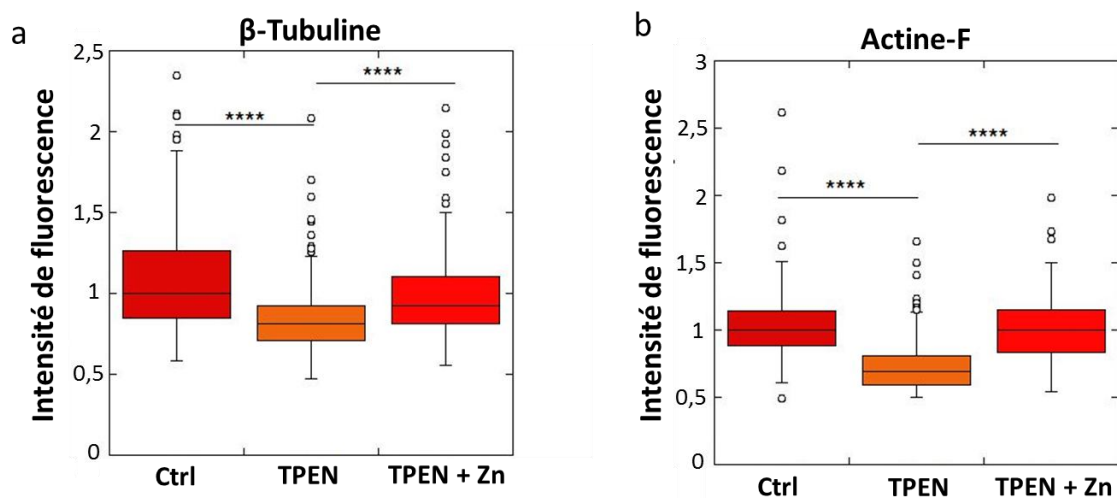 a
β-Tubuline
Intensité de fluorescence
2,5
2
1,5
1
0,5
0
****
****
Ctrl
TPEN
TPEN + Zn
b
Actine-F
Intensité de fluorescence
3
2,5
2
1,5
1
0,5
0
****
****
Ctrl
TPEN
TPEN + Zn